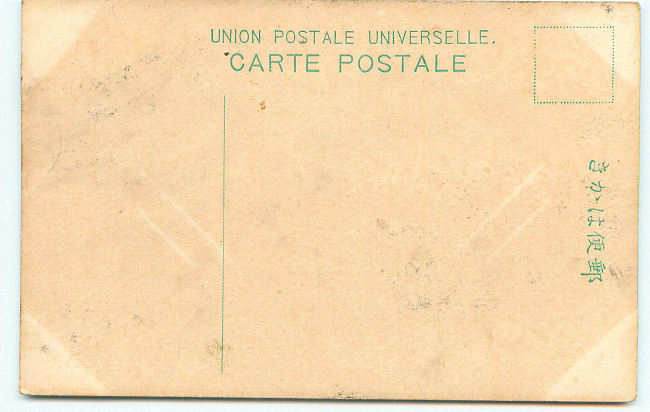 UNION POSTALE UNIVERSELLE.
CARTE POSTALE
郵便はかき